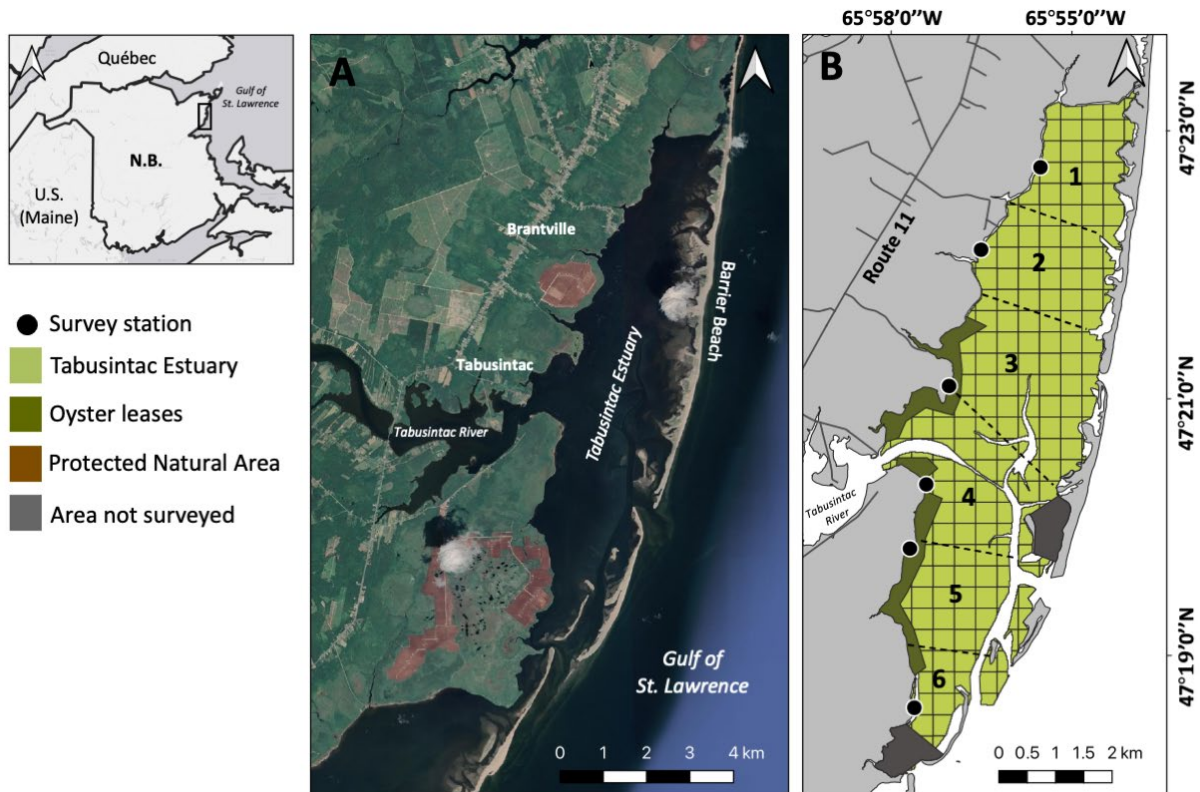 Québec
Gulf of
St. Lawrence
N.B.
U.S.
(Maine)
Survey station
Tabusintac Estuary
Oyster leases
Protected Natural Area
Area not surveyed
A
Brantville
Barrier Beach
Tabusintac
Tabusintac Estuary
Tabusintac River
Gulf of
St. Lawrence
0 1 2 3 4 km
65°58’0’’W 65°55’0’’W
B
47°23’0’’N
1
Route 11
2
3
47°21’0’’N
4
Tabusintac
River
5
47°19’0’’N
6
0 0.5 1 1.5 2 km